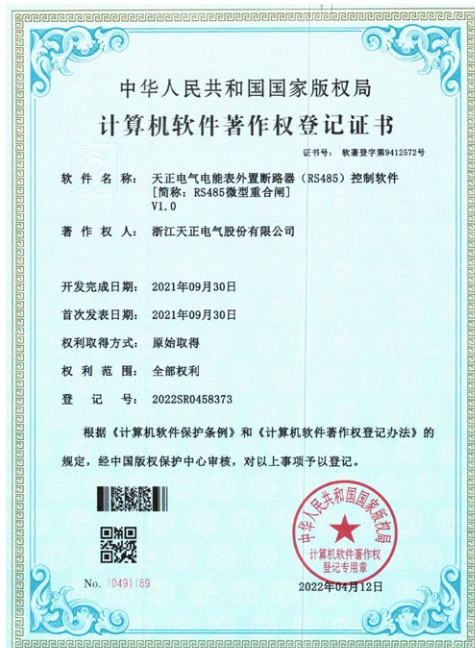 中华人民共和国国家版权局
计算机软件著作权登记证书
证书号: 软著登字第9412572号
软件名称: 天正电气电能表外置断路器(RS485)控制软件
[简称: RS485微型重合闸]
V1.0
著作权人: 浙江天正电气股份有限公司
开发完成日期: 2021年09月30日
首次发表日期: 2021年09月30日
权利取得方式: 原始取得
权利范围: 全部权利
登记号: 2022SR0458373
根据《计算机软件保护条例》和《计算机软件著作权登记办法》的
规定,经中国版权保护中心审核,对以上事项予以登记。
中华人民共和国国家版权局
计算机软件著作权
登记专用章
No. 10491169
2022年04月12日